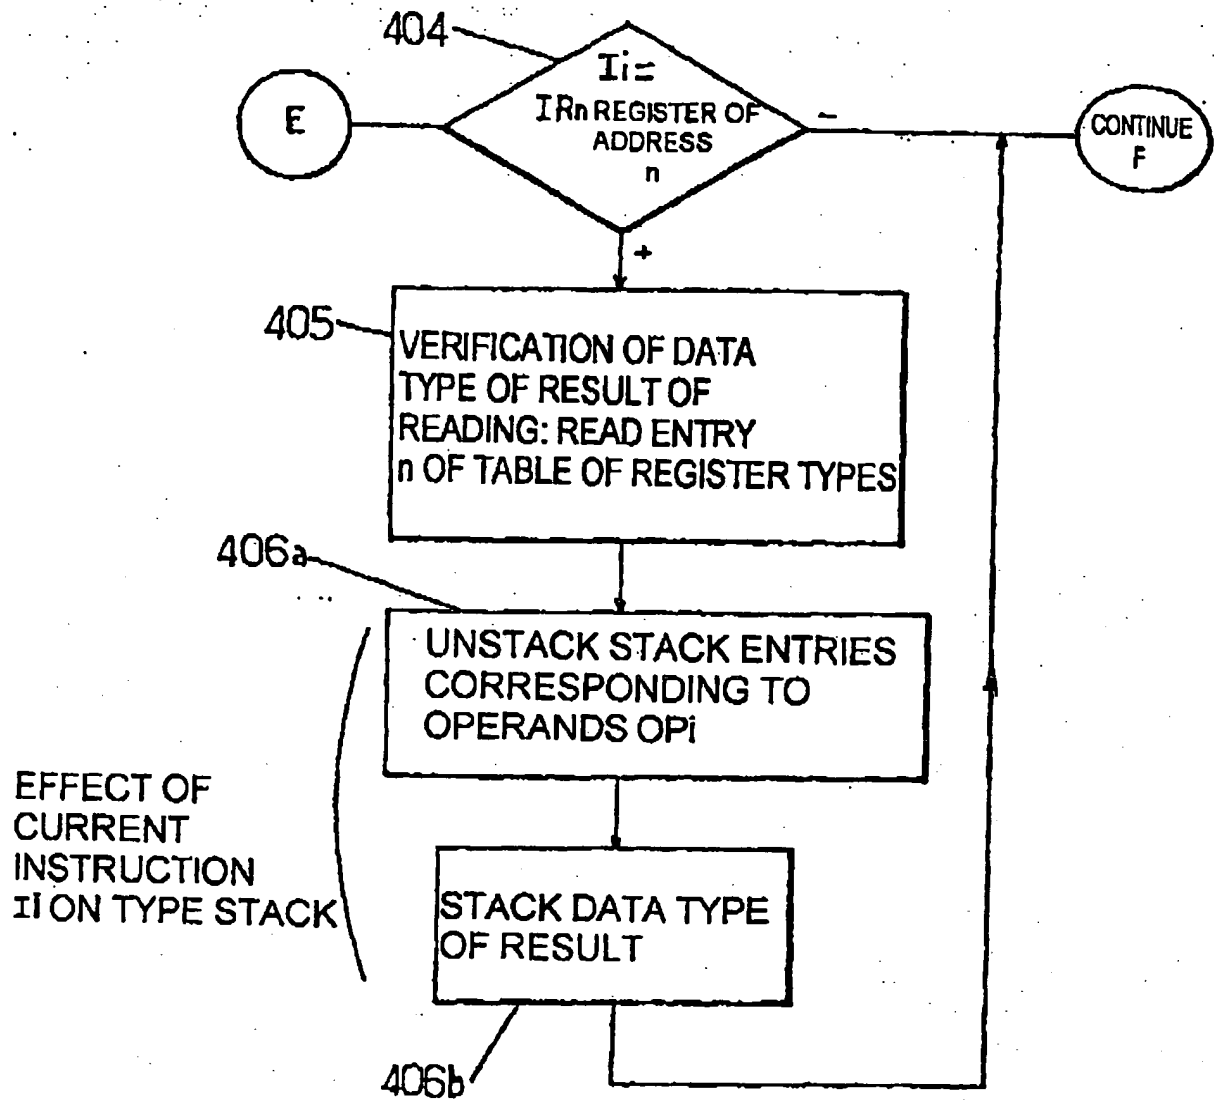 404
Ii=
IRn REGISTER OF
ADDRESS
n
E
-
CONTINUE
F
+
405
VERIFICATION OF DATA
TYPE OF RESULT OF
READING: READ ENTRY
n OF TABLE OF REGISTER TYPES
406a
UNSTACK STACK ENTRIES
CORRESPONDING TO
OPERANDS OPi
EFFECT OF
CURRENT
INSTRUCTION
Ii ON TYPE STACK
STACK DATA TYPE
OF RESULT
406b